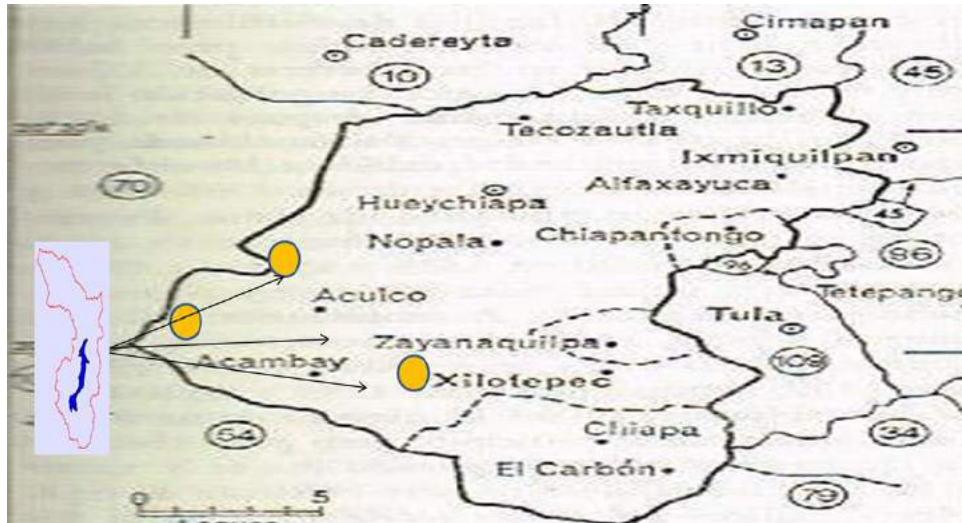 Cimapan
Cadereyta
10
13
45
Taxquillo
Tecozautla
Ixmiquilpan
70
Alfaxayuca
Hueychiapa
45
Nopala
Chiapantongo
86
96
Aculco
Tetepango
Tula
Zayanaquilpa
Acambay
109
Xilotepec
54
Chiapa
34
El Carbón
0 5
79